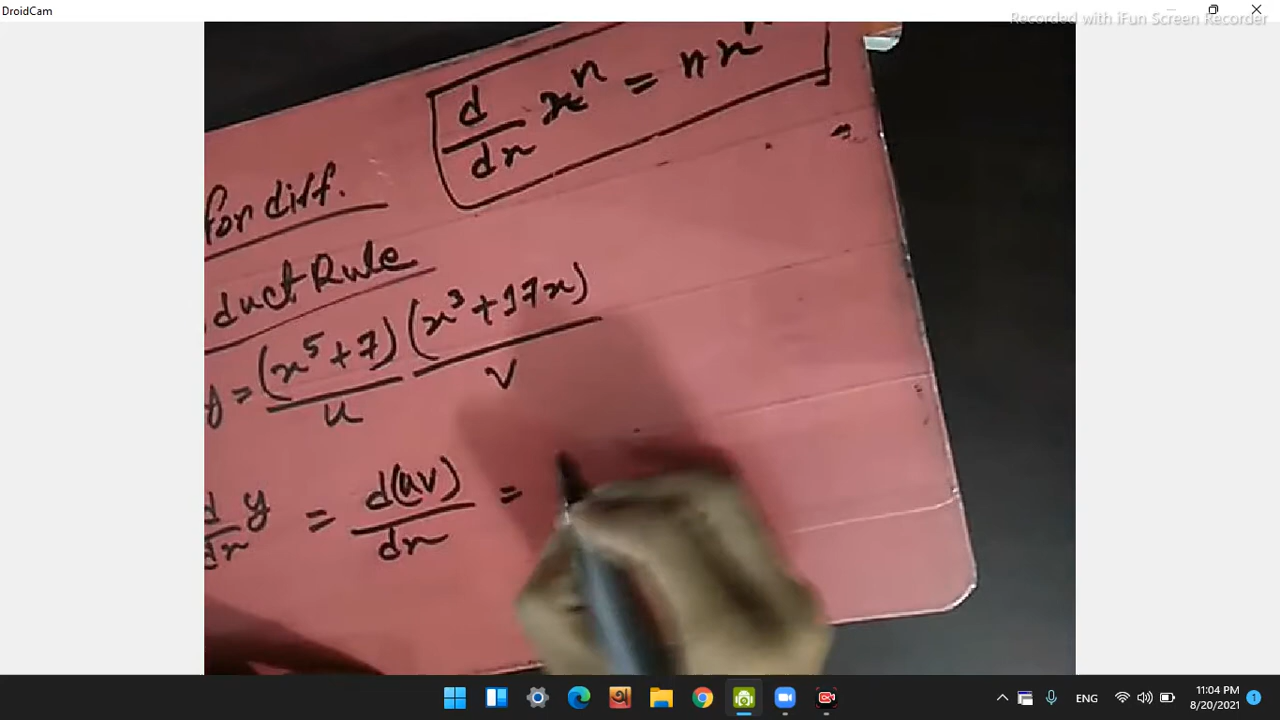 DroidCam
Recorded with iFun Screen Recorder
d/dx x^n = n x^n
for diff.
duct Rule
y = (x^5+7) (x^3+17x)
u v
d/dx y = d(uv)/dx =
ENG
11:04 PM
8/20/2021
1